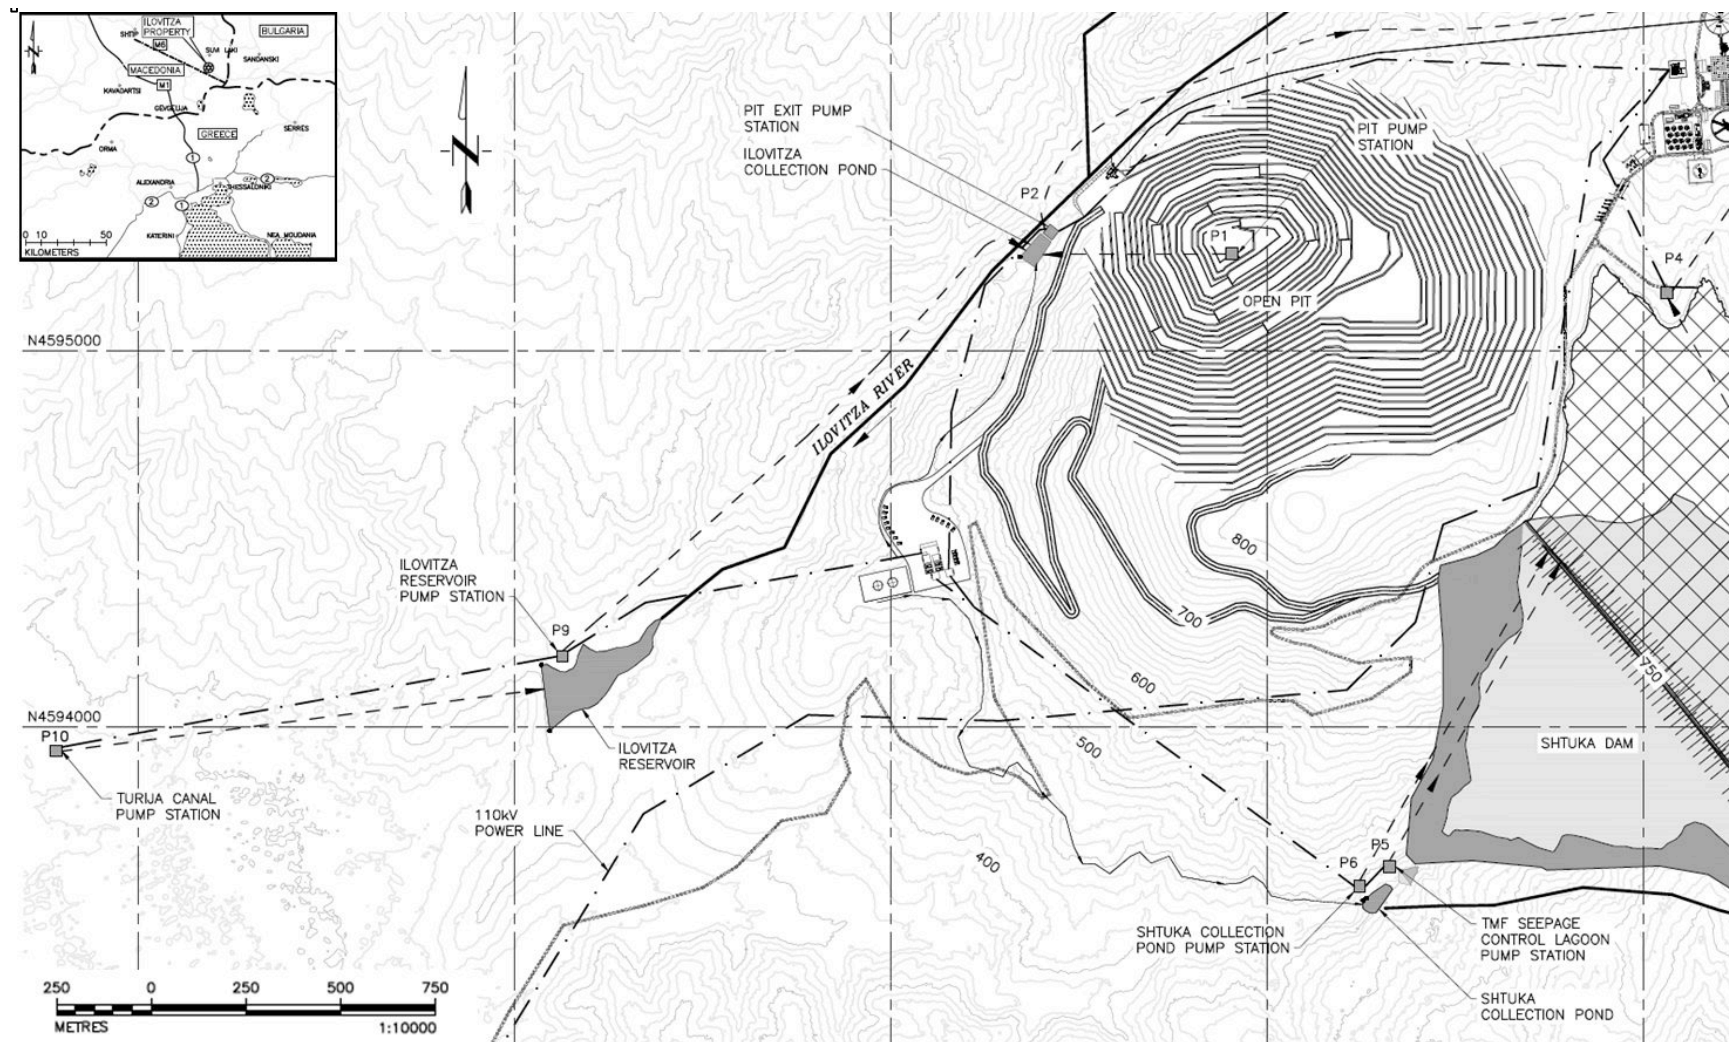 ILOVITZA
PROPERTY
BULGARIA
SHTIP
M6
SANDANSKI
MACEDONIA
M1
KAVADARTSI
GEVGELIJA
SERRES
GREECE
ORMA
1
ALEXANDRIA
THESSALONIKI
2
2
1
KATERINI
NEA MOUDANIA
0 10 50
KILOMETERS
N
PIT EXIT PUMP
STATION
ILOVITZA
COLLECTION POND
PIT PUMP
STATION
P2
P1
P4
OPEN PIT
N4595000
ILOVITZA RIVER
800
ILOVITZA
RESERVOIR
PUMP STATION
700
P9
750
600
N4594000
P10
ILOVITZA
RESERVOIR
500
SHTUKA DAM
TURIJA CANAL
PUMP STATION
110kV
POWER LINE
400
P5
P6
SHTUKA COLLECTION
POND PUMP STATION
TMF SEEPAGE
CONTROL LAGOON
PUMP STATION
SHTUKA
COLLECTION POND
250 0 250 500 750
METRES 1:10000